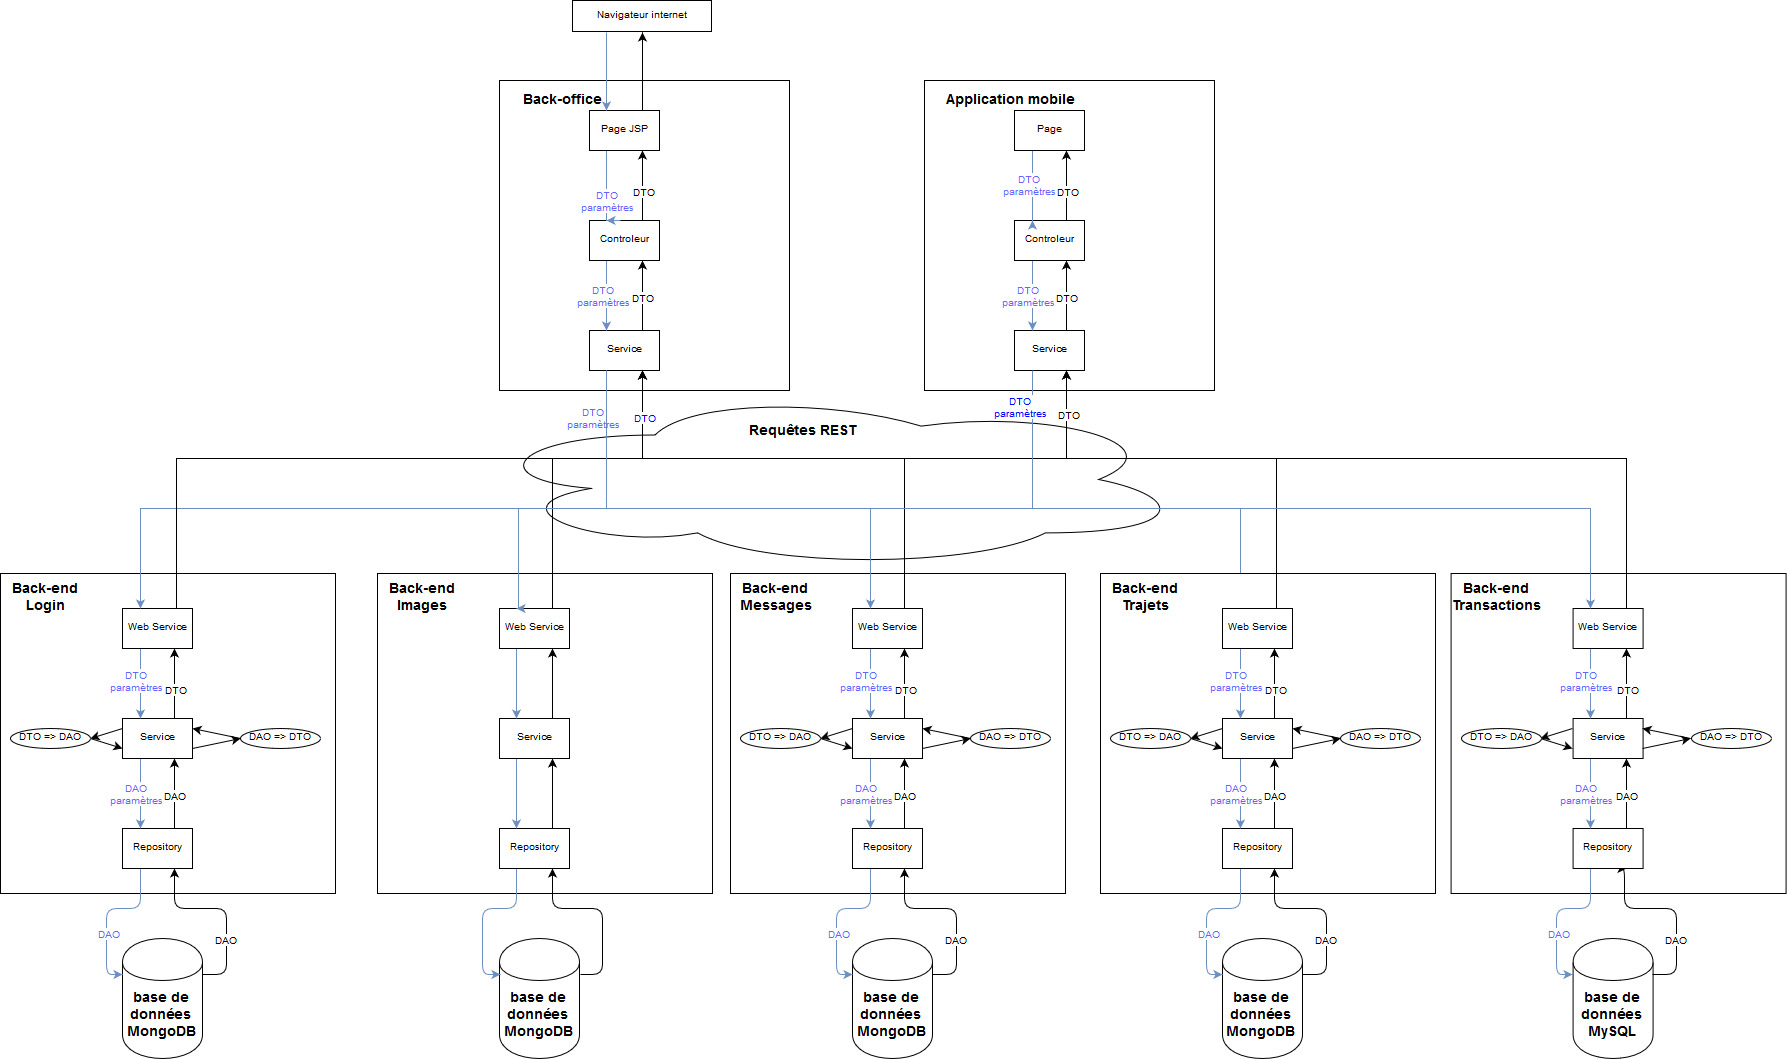 Navigateur internet
Back-office
Page JSP
DTO
paramètres
DTO
Controleur
DTO
paramètres
DTO
Service
DTO
paramètres
DTO
Application mobile
Page
DTO
paramètres
DTO
Controleur
DTO
paramètres
DTO
Service
DTO
paramètres
DTO
Requêtes REST
Back-end
Login
Web Service
DTO
paramètres
DTO
DTO => DAO
Service
DAO => DTO
DAO
paramètres
DAO
Repository
DAO
DAO
base de
données
MongoDB
Back-end
Images
Web Service
Service
Repository
base de
données
MongoDB
Back-end
Messages
Web Service
DTO
paramètres
DTO
DTO => DAO
Service
DAO => DTO
DAO
paramètres
DAO
Repository
DAO
DAO
base de
données
MongoDB
Back-end
Trajets
Web Service
DTO
paramètres
DTO
DTO => DAO
Service
DAO => DTO
DAO
paramètres
DAO
Repository
DAO
DAO
base de
données
MongoDB
Back-end
Transactions
Web Service
DTO
paramètres
DTO
DTO => DAO
Service
DAO => DTO
DAO
paramètres
DAO
Repository
DAO
DAO
base de
données
MySQL